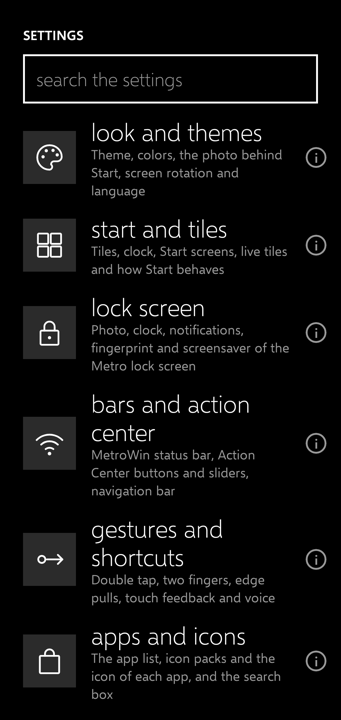 SETTINGS
search the settings
look and themes
Theme, colors, the photo behind
Start, screen rotation and
language
start and tiles
Tiles, clock, Start screens, live tiles
and how Start behaves
lock screen
Photo, clock, notifications,
fingerprint and screensaver of the
Metro lock screen
bars and action
center
MetroWin status bar, Action
Center buttons and sliders,
navigation bar
gestures and
shortcuts
Double tap, two fingers, edge
pulls, touch feedback and voice
apps and icons
The app list, icon packs and the
icon of each app, and the search
box